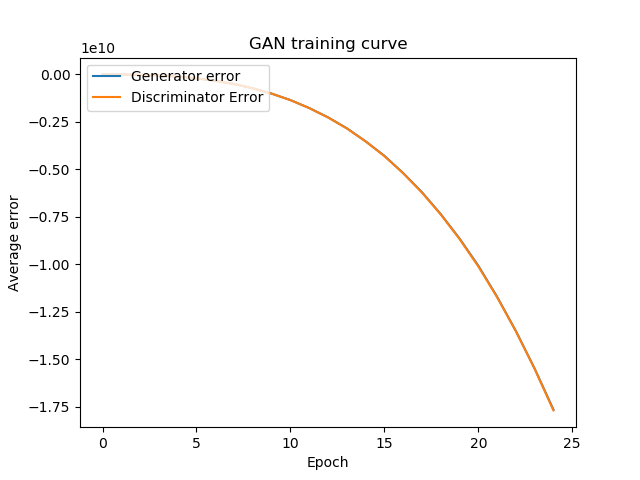 GAN training curve
1e10
Generator error
Discriminator Error
0.00
−0.25
−0.50
−0.75
−1.00
−1.25
−1.50
−1.75
Average error
0 5 10 15 20 25
Epoch